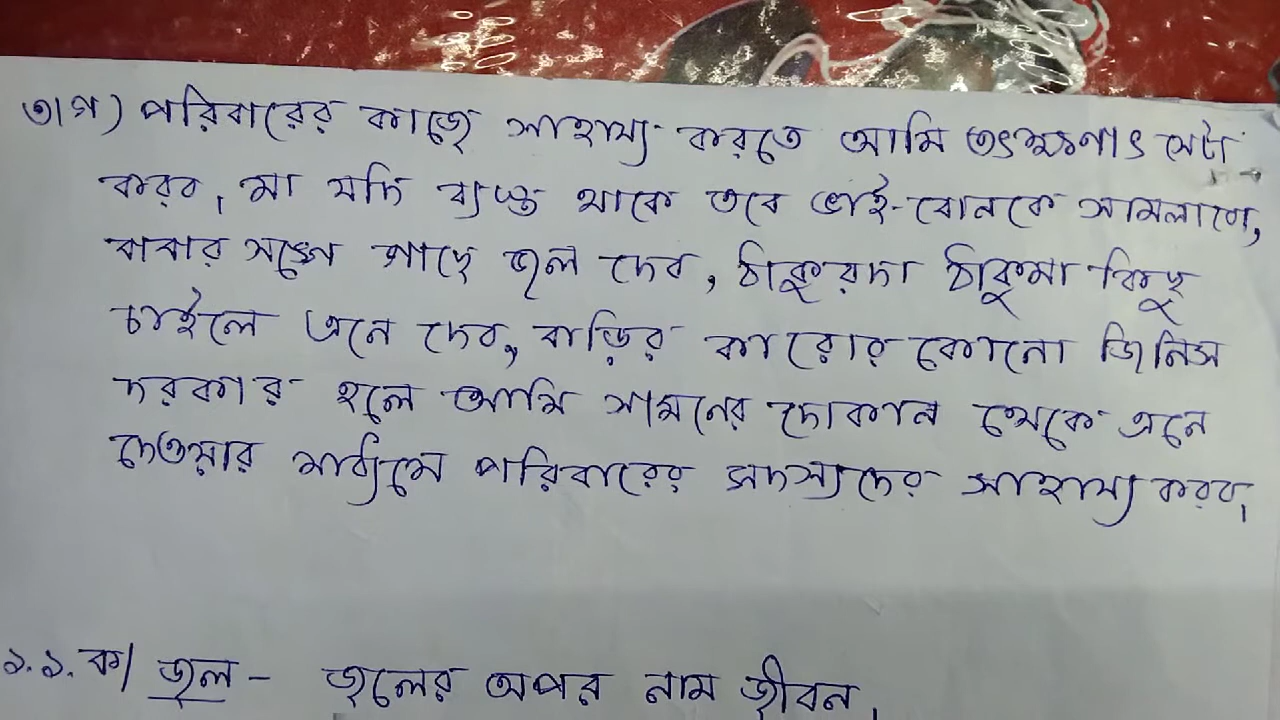 ৩।গ) পরিবারের কাজে সাহায্য করতে আমি তৎক্ষণাৎ সেটা
করব। মা যদি ব্যস্ত থাকে তবে ভাই-বোনকে সামলাবো,
বাবার সঙ্গে গাছে জল দেব, ঠাকুরদা ঠাকুমা কিছু
চাইলে এনে দেব, বাড়ির কারোর কোনো জিনিস
দরকার হলে আমি সামনের দোকান থেকে এনে
দেওয়ার মাধ্যমে পরিবারের সদস্যদের সাহায্য করব।
১.১.ক/ জল - জলের অপর নাম জীবন।